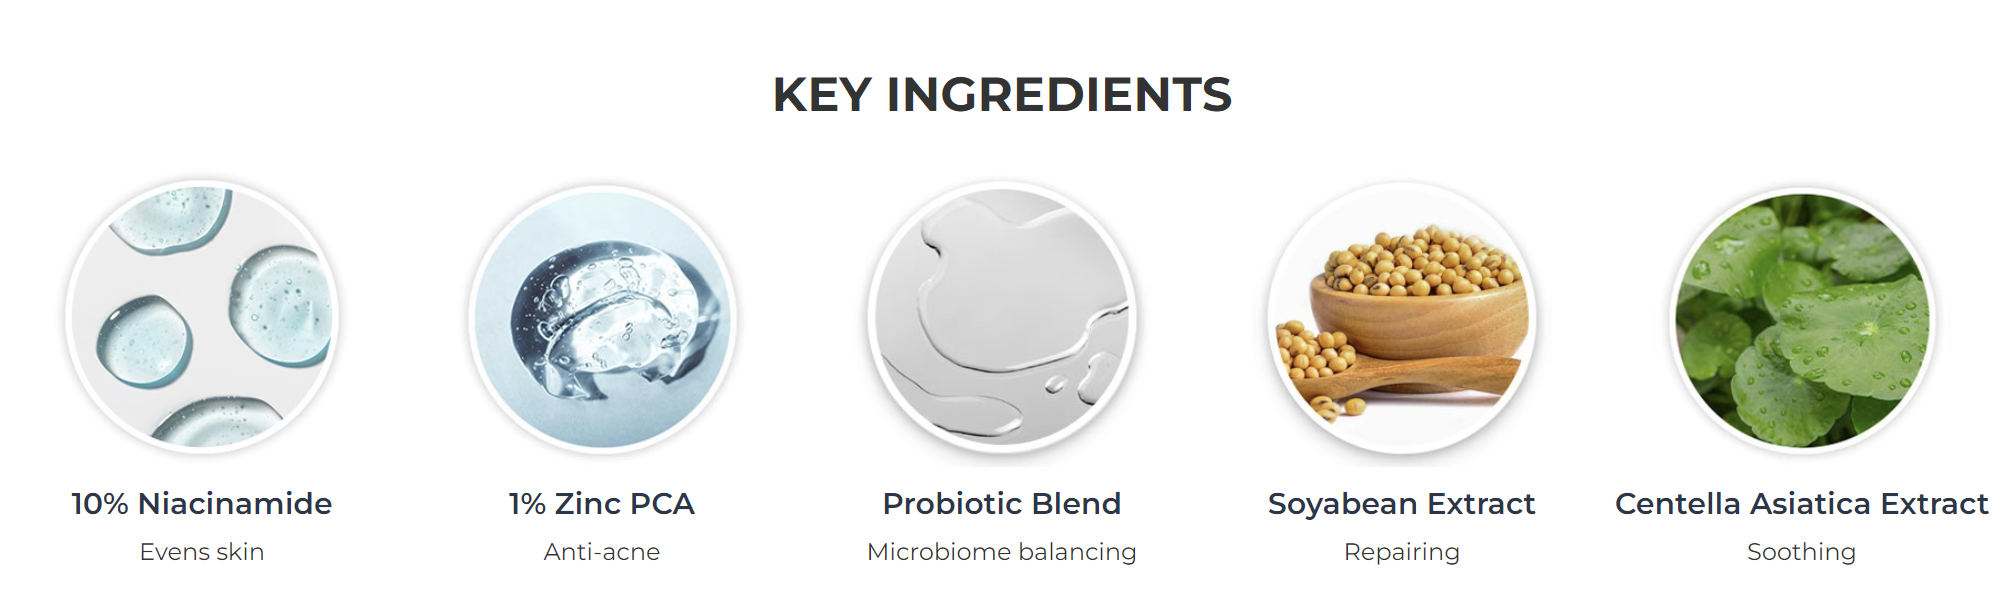 KEY INGREDIENTS
10% Niacinamide
Evens skin
1% Zinc PCA
Anti-acne
Probiotic Blend
Microbiome balancing
Soyabean Extract
Repairing
Centella Asiatica Extract
Soothing